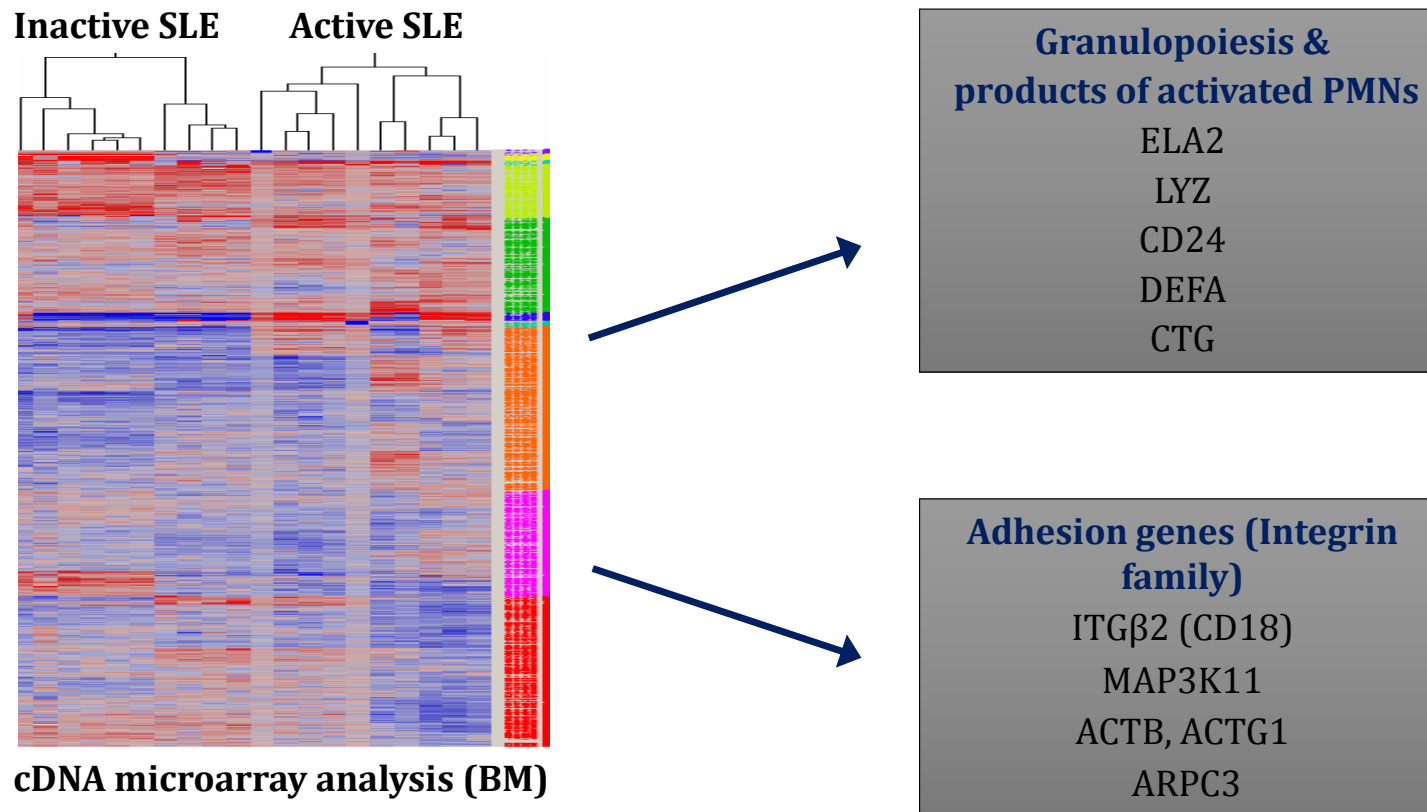 Inactive SLE Active SLE
cDNA microarray analysis (BM)
Granulopoiesis &
products of activated PMNs
ELA2
LYZ
CD24
DEFA
CTG
Adhesion genes (Integrin
family)
ITGβ2 (CD18)
MAP3K11
ACTB, ACTG1
ARPC3